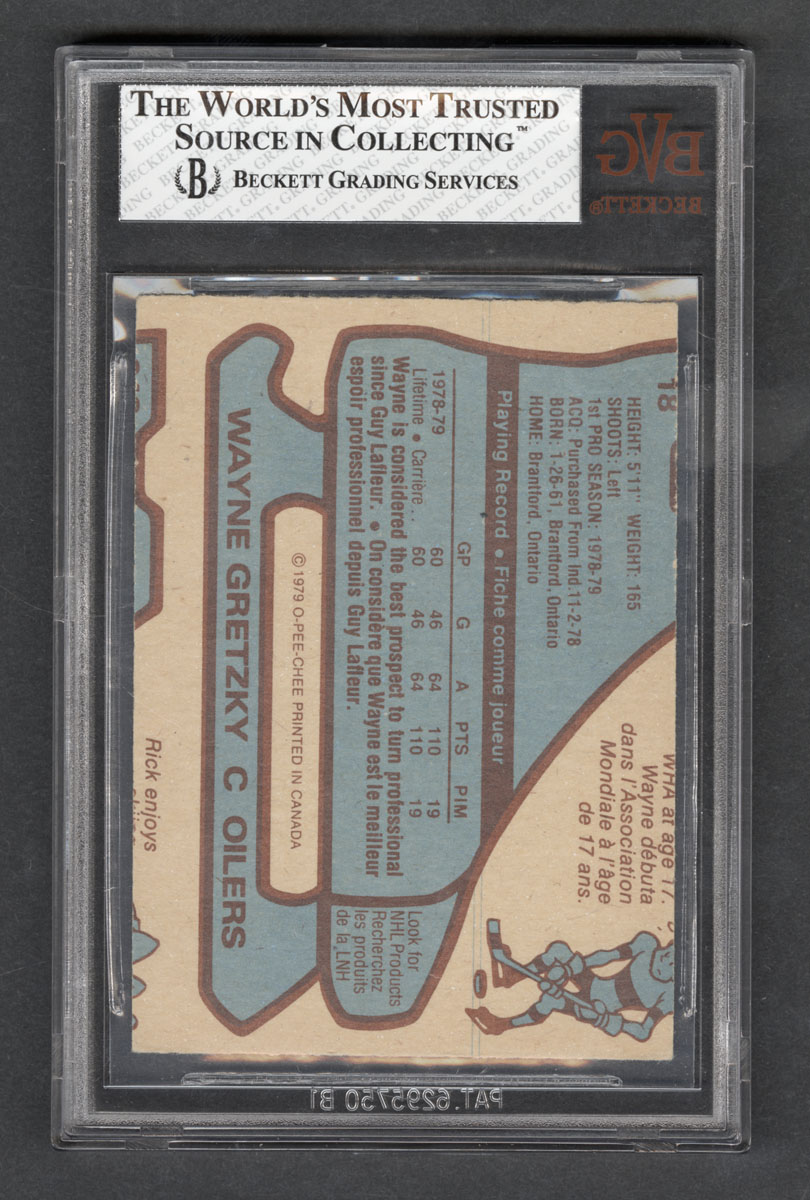 THE WORLD'S MOST TRUSTED
SOURCE IN COLLECTING™
B BECKETT GRADING SERVICES
BVG
BECKETT®
18
HEIGHT: 5'11" WEIGHT: 165
SHOOTS: Left
1st PRO SEASON: 1978-79
ACQ: Purchased From Ind. 11-2-78
BORN: 1-26-61, Brantford, Ontario
HOME: Brantford, Ontario
WHA at age 17.
Wayne débuta
dans l'Association
Mondiale à l'âge
de 17 ans.
Playing Record • Fiche comme joueur
GP G A PTS PIM
1978-79 60 46 64 110 19
Lifetime • Carrière.. 60 46 64 110 19
Wayne is considered the best prospect to turn professional
since Guy Lafleur. • On considère que Wayne est le meilleur
espoir professionnel depuis Guy Lafleur.
Look for
NHL Products
Recherchez
les produits
de la LNH
© 1979 O-PEE-CHEE PRINTED IN CANADA
WAYNE GRETZKY C OILERS
Rick enjoys
PAT. 6295750 B1